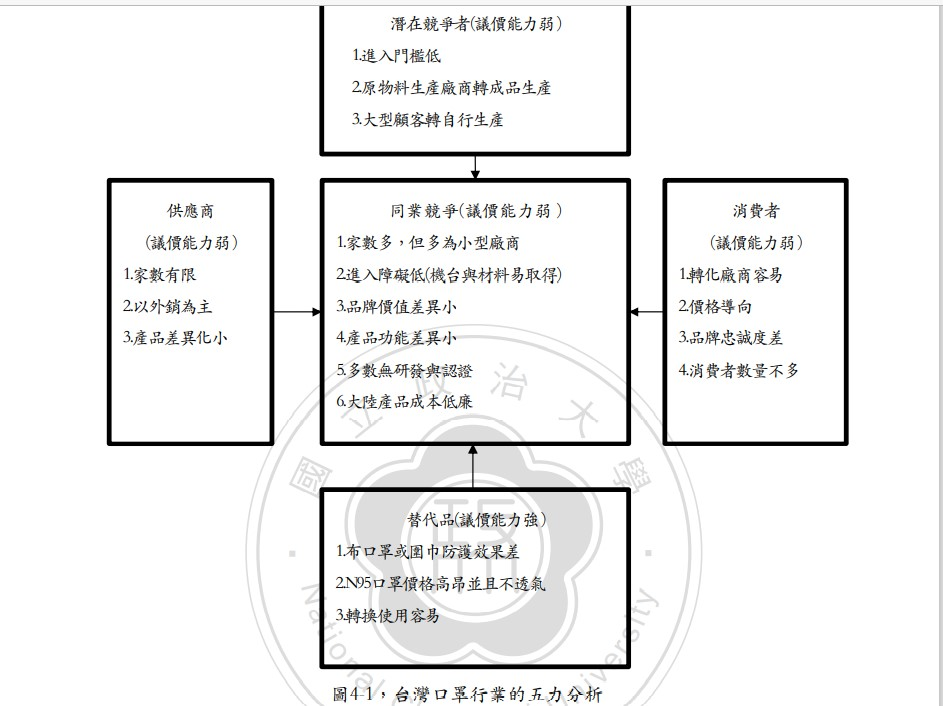 潛在競爭者(議價能力弱)
1.進入門檻低
2.原物料生產廠商轉成品生產
3.大型顧客轉自行生產
供應商
(議價能力弱)
1.家數有限
2.以外銷為主
3.產品差異化小
同業競爭(議價能力弱)
1.家數多，但多為小型廠商
2.進入障礙低(機台與材料易取得)
3.品牌價值差異小
4.產品功能差異小
5.多數無研發與認證
6.大陸產品成本低廉
消費者
(議價能力弱)
1.轉化廠商容易
2.價格導向
3.品牌忠誠度差
4.消費者數量不多
替代品(議價能力強)
1.布口罩或圍巾防護效果差
2.N95口罩價格高昂並且不透氣
3.轉換使用容易
國立政治大學
National
University
圖4-1，台灣口罩行業的五力分析